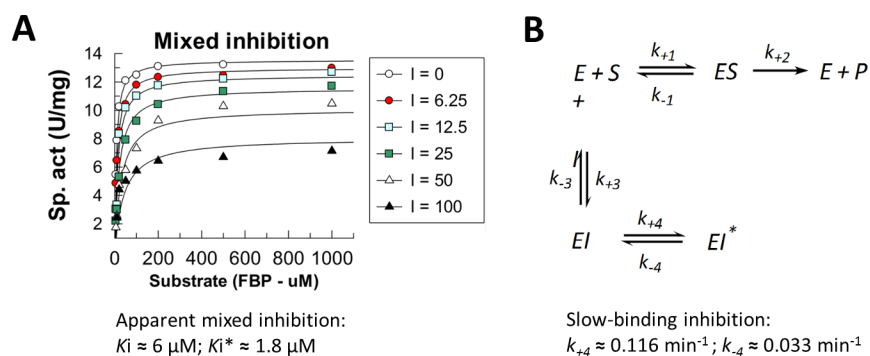 A
Mixed inhibition
Sp. act (U/mg)
14
12
10
8
6
4
2
0 200 400 600 800 1000
Substrate (FBP - uM)
I = 0
I = 6.25
I = 12.5
I = 25
I = 50
I = 100
Apparent mixed inhibition:
Ki ≈ 6 µM; Ki* ≈ 1.8 µM
B
k+1 k+2
E + S ES E + P
k-1
+
I
k-3 k+3
k+4
EI EI*
k-4
Slow-binding inhibition:
k+4 ≈ 0.116 min⁻¹ ; k-4 ≈ 0.033 min⁻¹